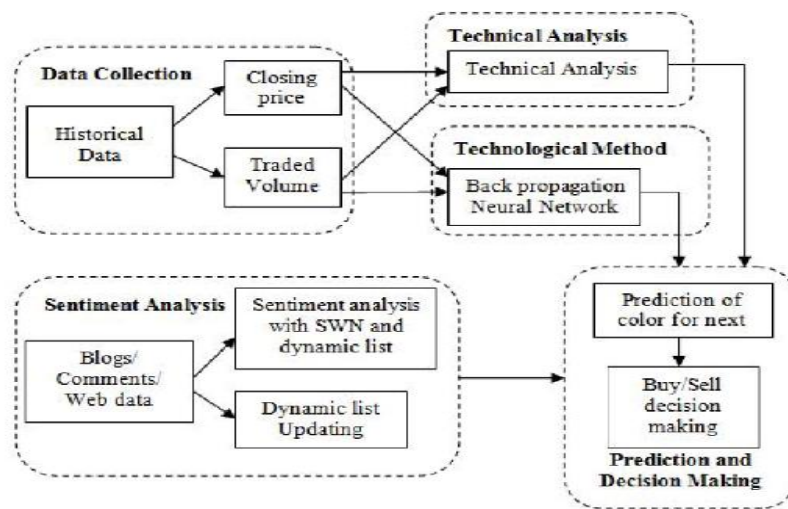 Data Collection
Historical
Data
Closing
price
Traded
Volume
Technical Analysis
Technical Analysis
Technological Method
Back propagation
Neural Network
Sentiment Analysis
Blogs/
Comments/
Web data
Sentiment analysis
with SWN and
dynamic list
Dynamic list
Updating
Prediction of
color for next
Buy/Sell
decision
making
Prediction and
Decision Making